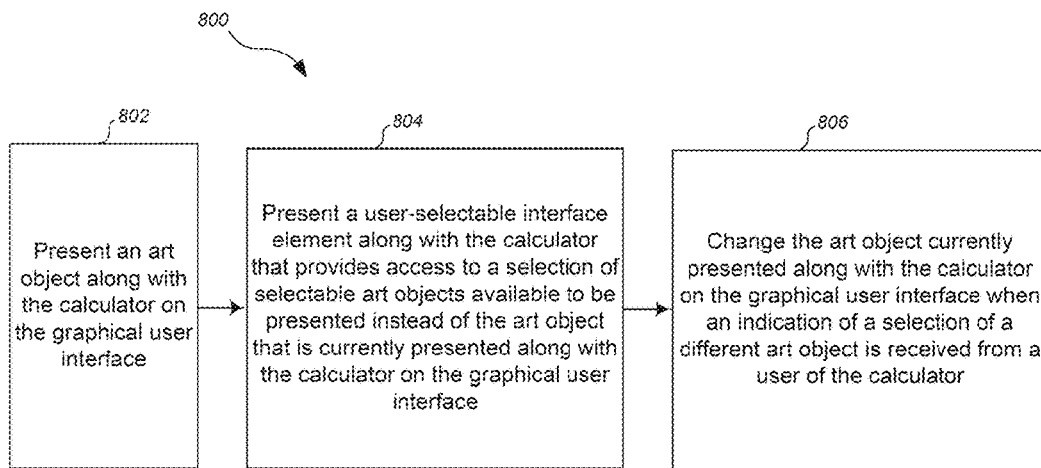 800
802
804
806
Present an art
object along with
the calculator on
the graphical user
interface
Present a user-selectable interface
element along with the calculator
that provides access to a selection of
selectable art objects available to be
presented instead of the art object
that is currently presented along with
the calculator on the graphical user
interface
Change the art object currently
presented along with the calculator
on the graphical user interface when
an indication of a selection of a
different art object is received from a
user of the calculator